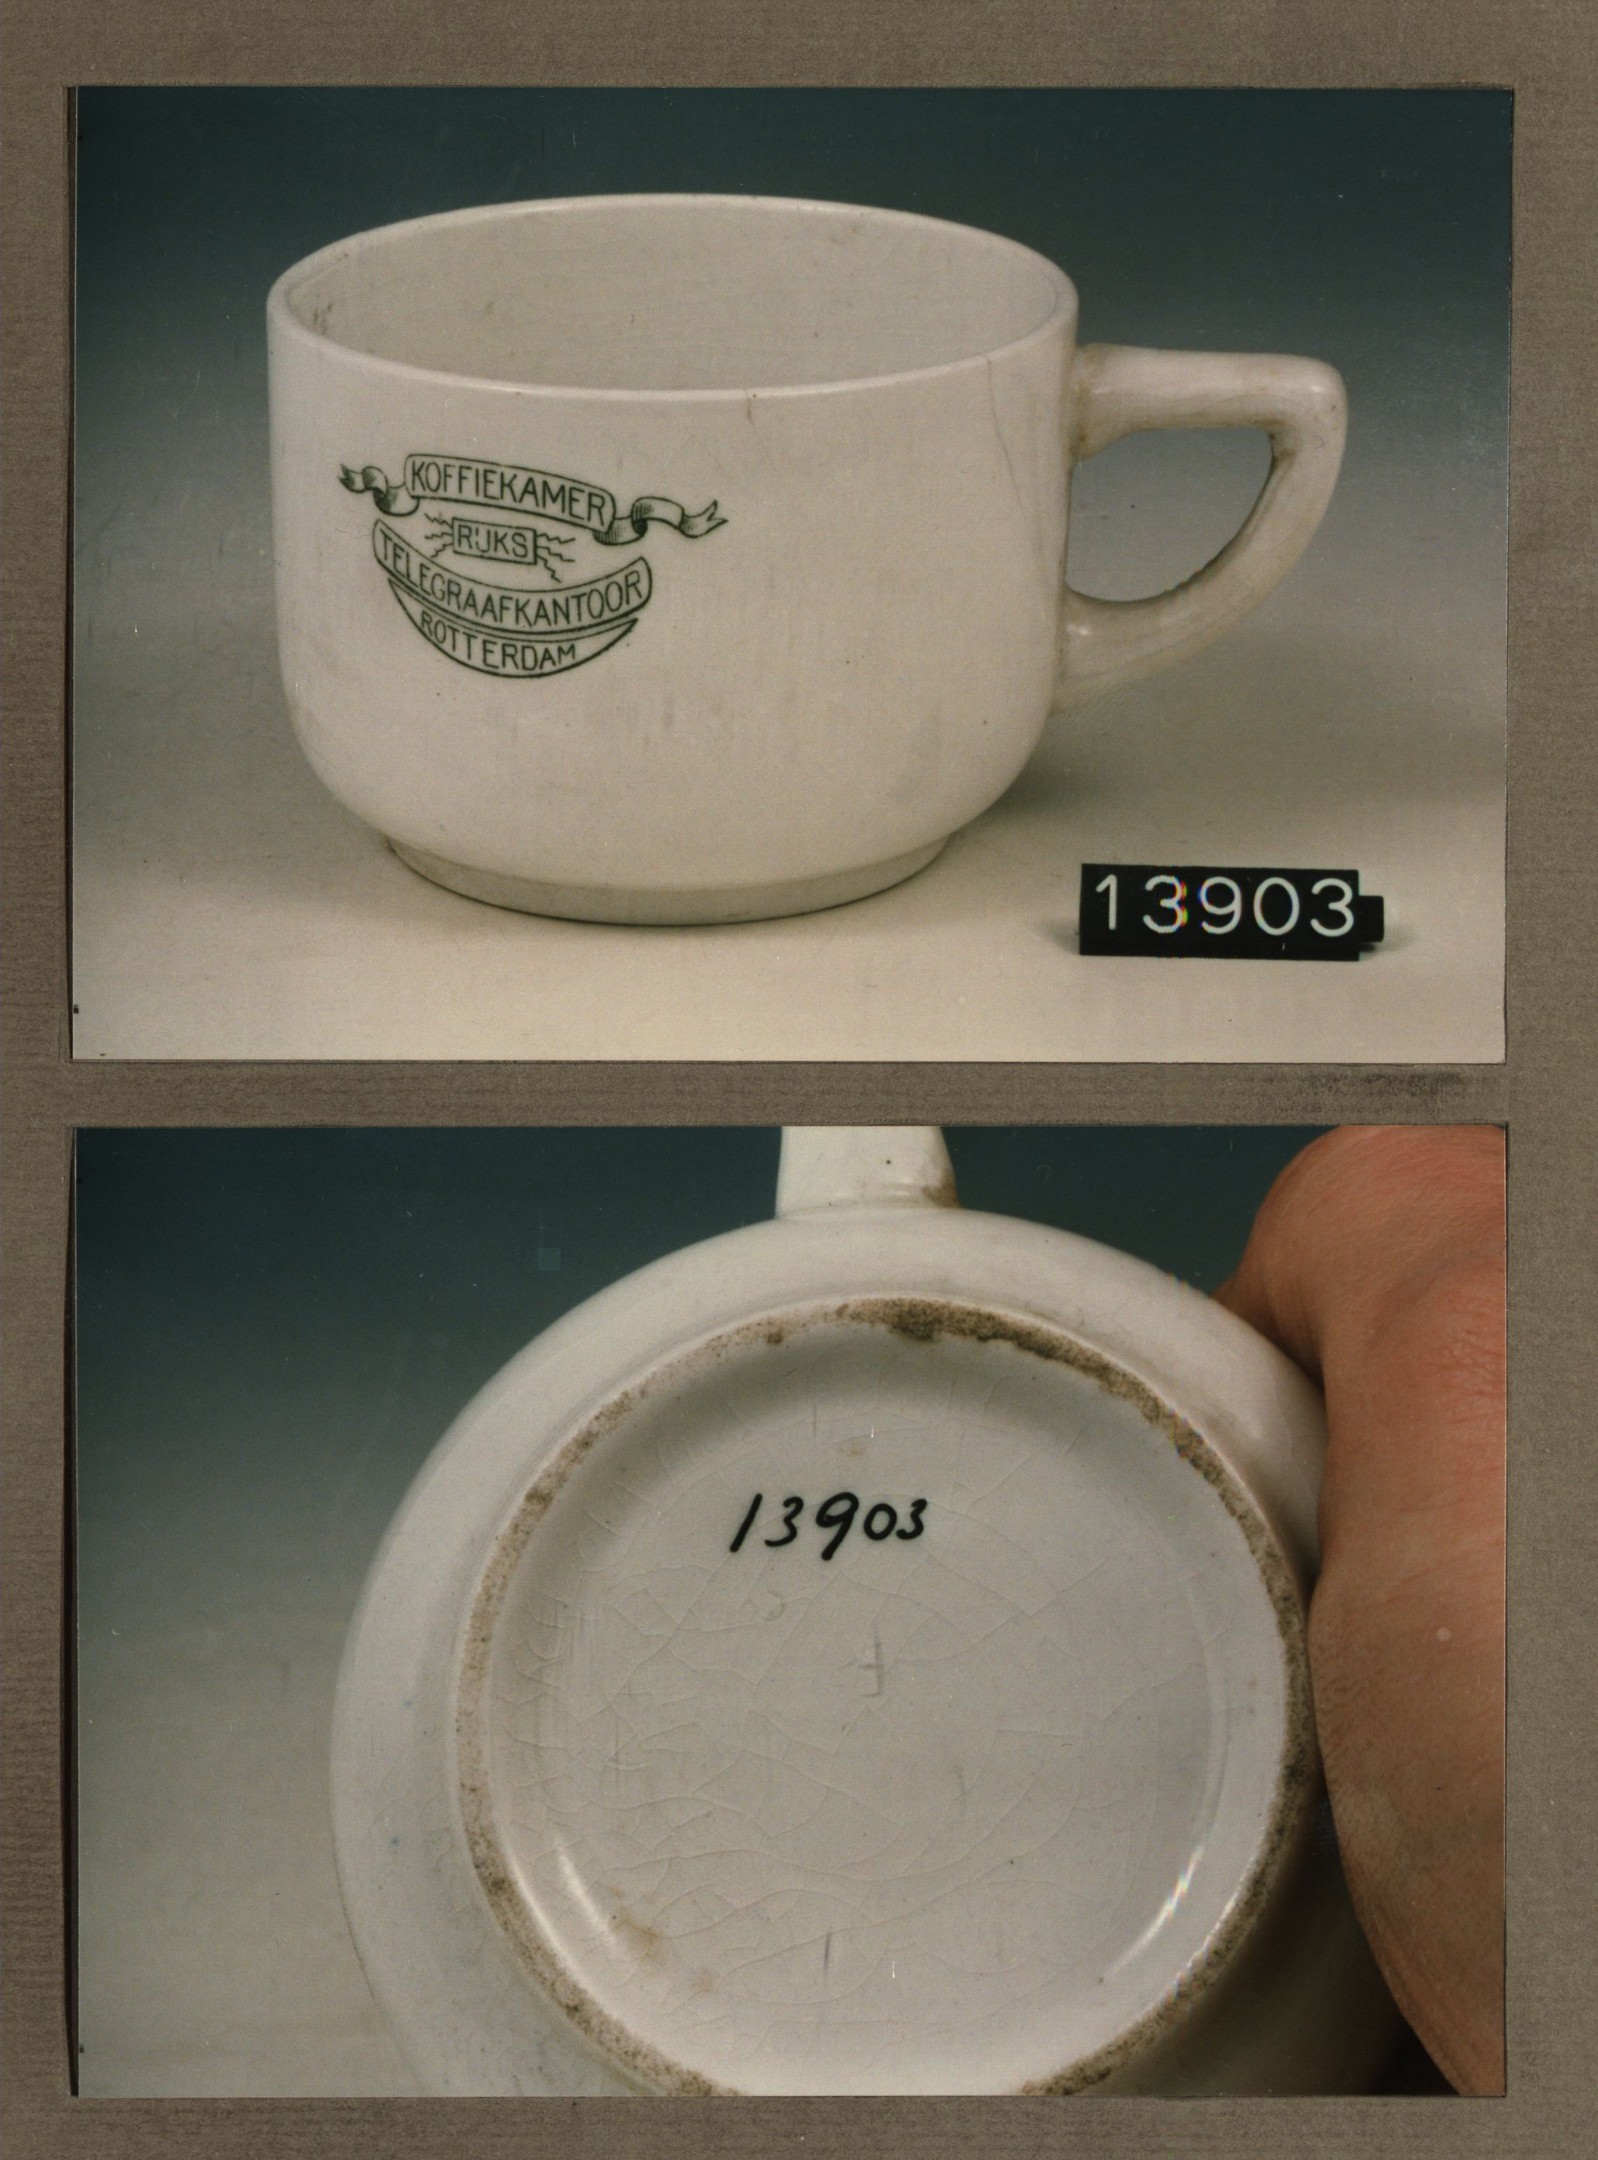 KOFFIEKAMER
RIJKS
TELEGRAAFKANTOOR
ROTTERDAM
13903
13903